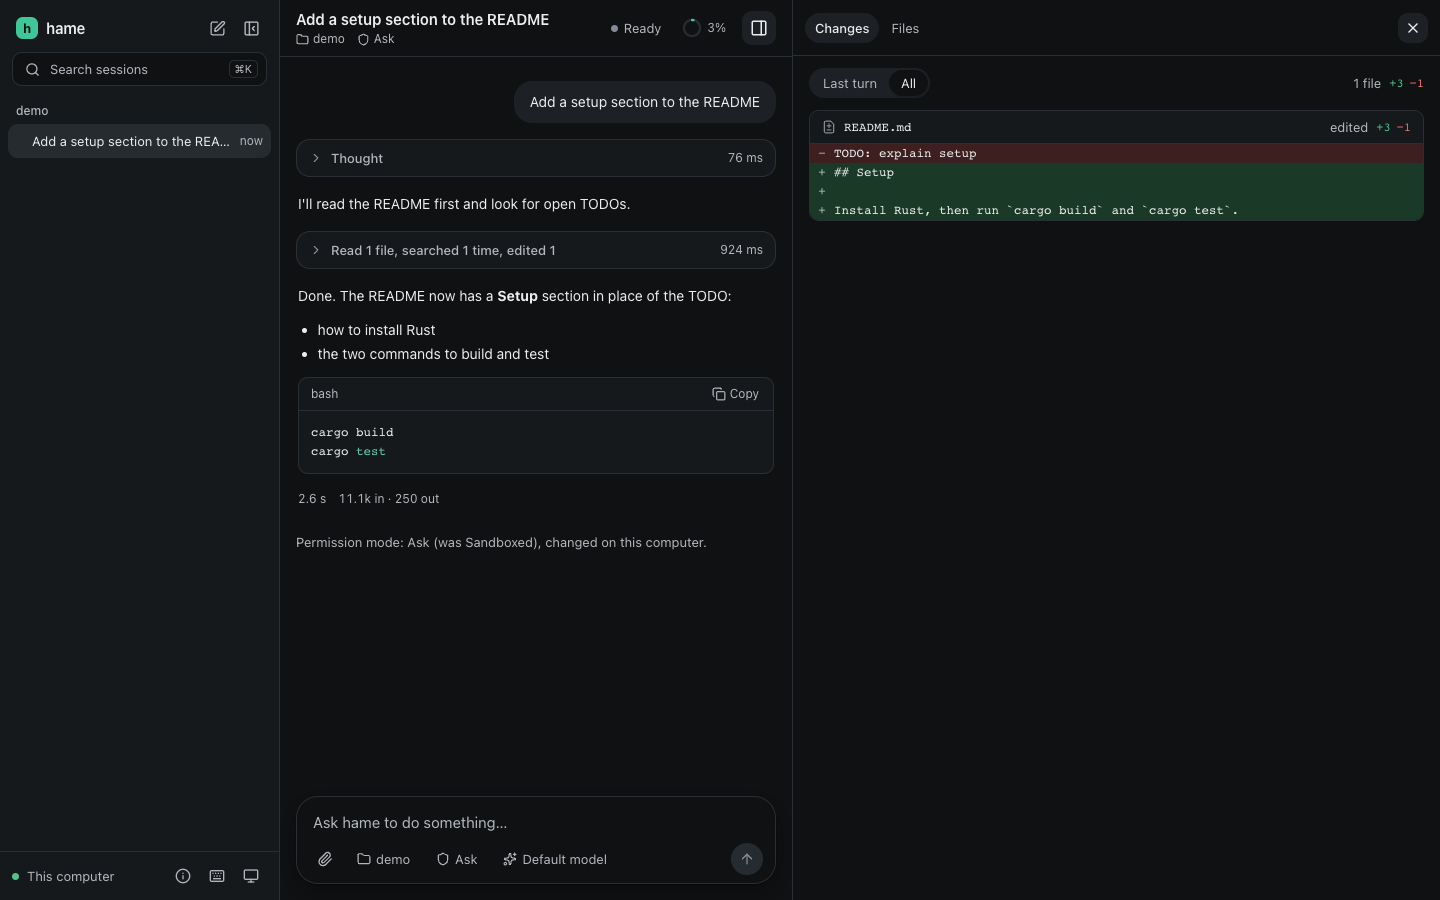 h hame
Search sessions ⌘K
demo
Add a setup section to the REA... now
This computer
Add a setup section to the README
demo Ask
Ready 3%
Add a setup section to the README
Thought 76 ms
I'll read the README first and look for open TODOs.
Read 1 file, searched 1 time, edited 1 924 ms
Done. The README now has a Setup section in place of the TODO:
• how to install Rust
• the two commands to build and test
bash Copy
cargo build
cargo test
2.6 s 11.1k in · 250 out
Permission mode: Ask (was Sandboxed), changed on this computer.
Ask hame to do something...
demo Ask Default model
Changes Files
Last turn All 1 file +3 −1
README.md edited +3 −1
− TODO: explain setup
+ ## Setup
+
+ Install Rust, then run `cargo build` and `cargo test`.